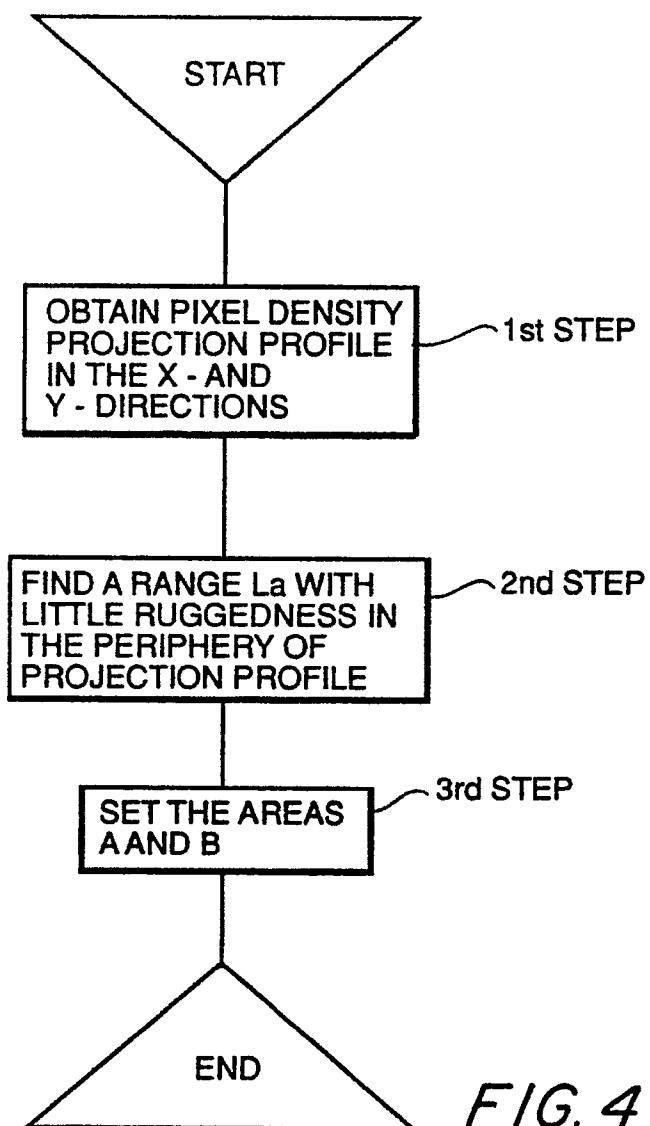 START
OBTAIN PIXEL DENSITY
PROJECTION PROFILE
IN THE X - AND
Y - DIRECTIONS
1st STEP
FIND A RANGE La WITH
LITTLE RUGGEDNESS IN
THE PERIPHERY OF
PROJECTION PROFILE
2nd STEP
SET THE AREAS
A AND B
3rd STEP
END
FIG. 4